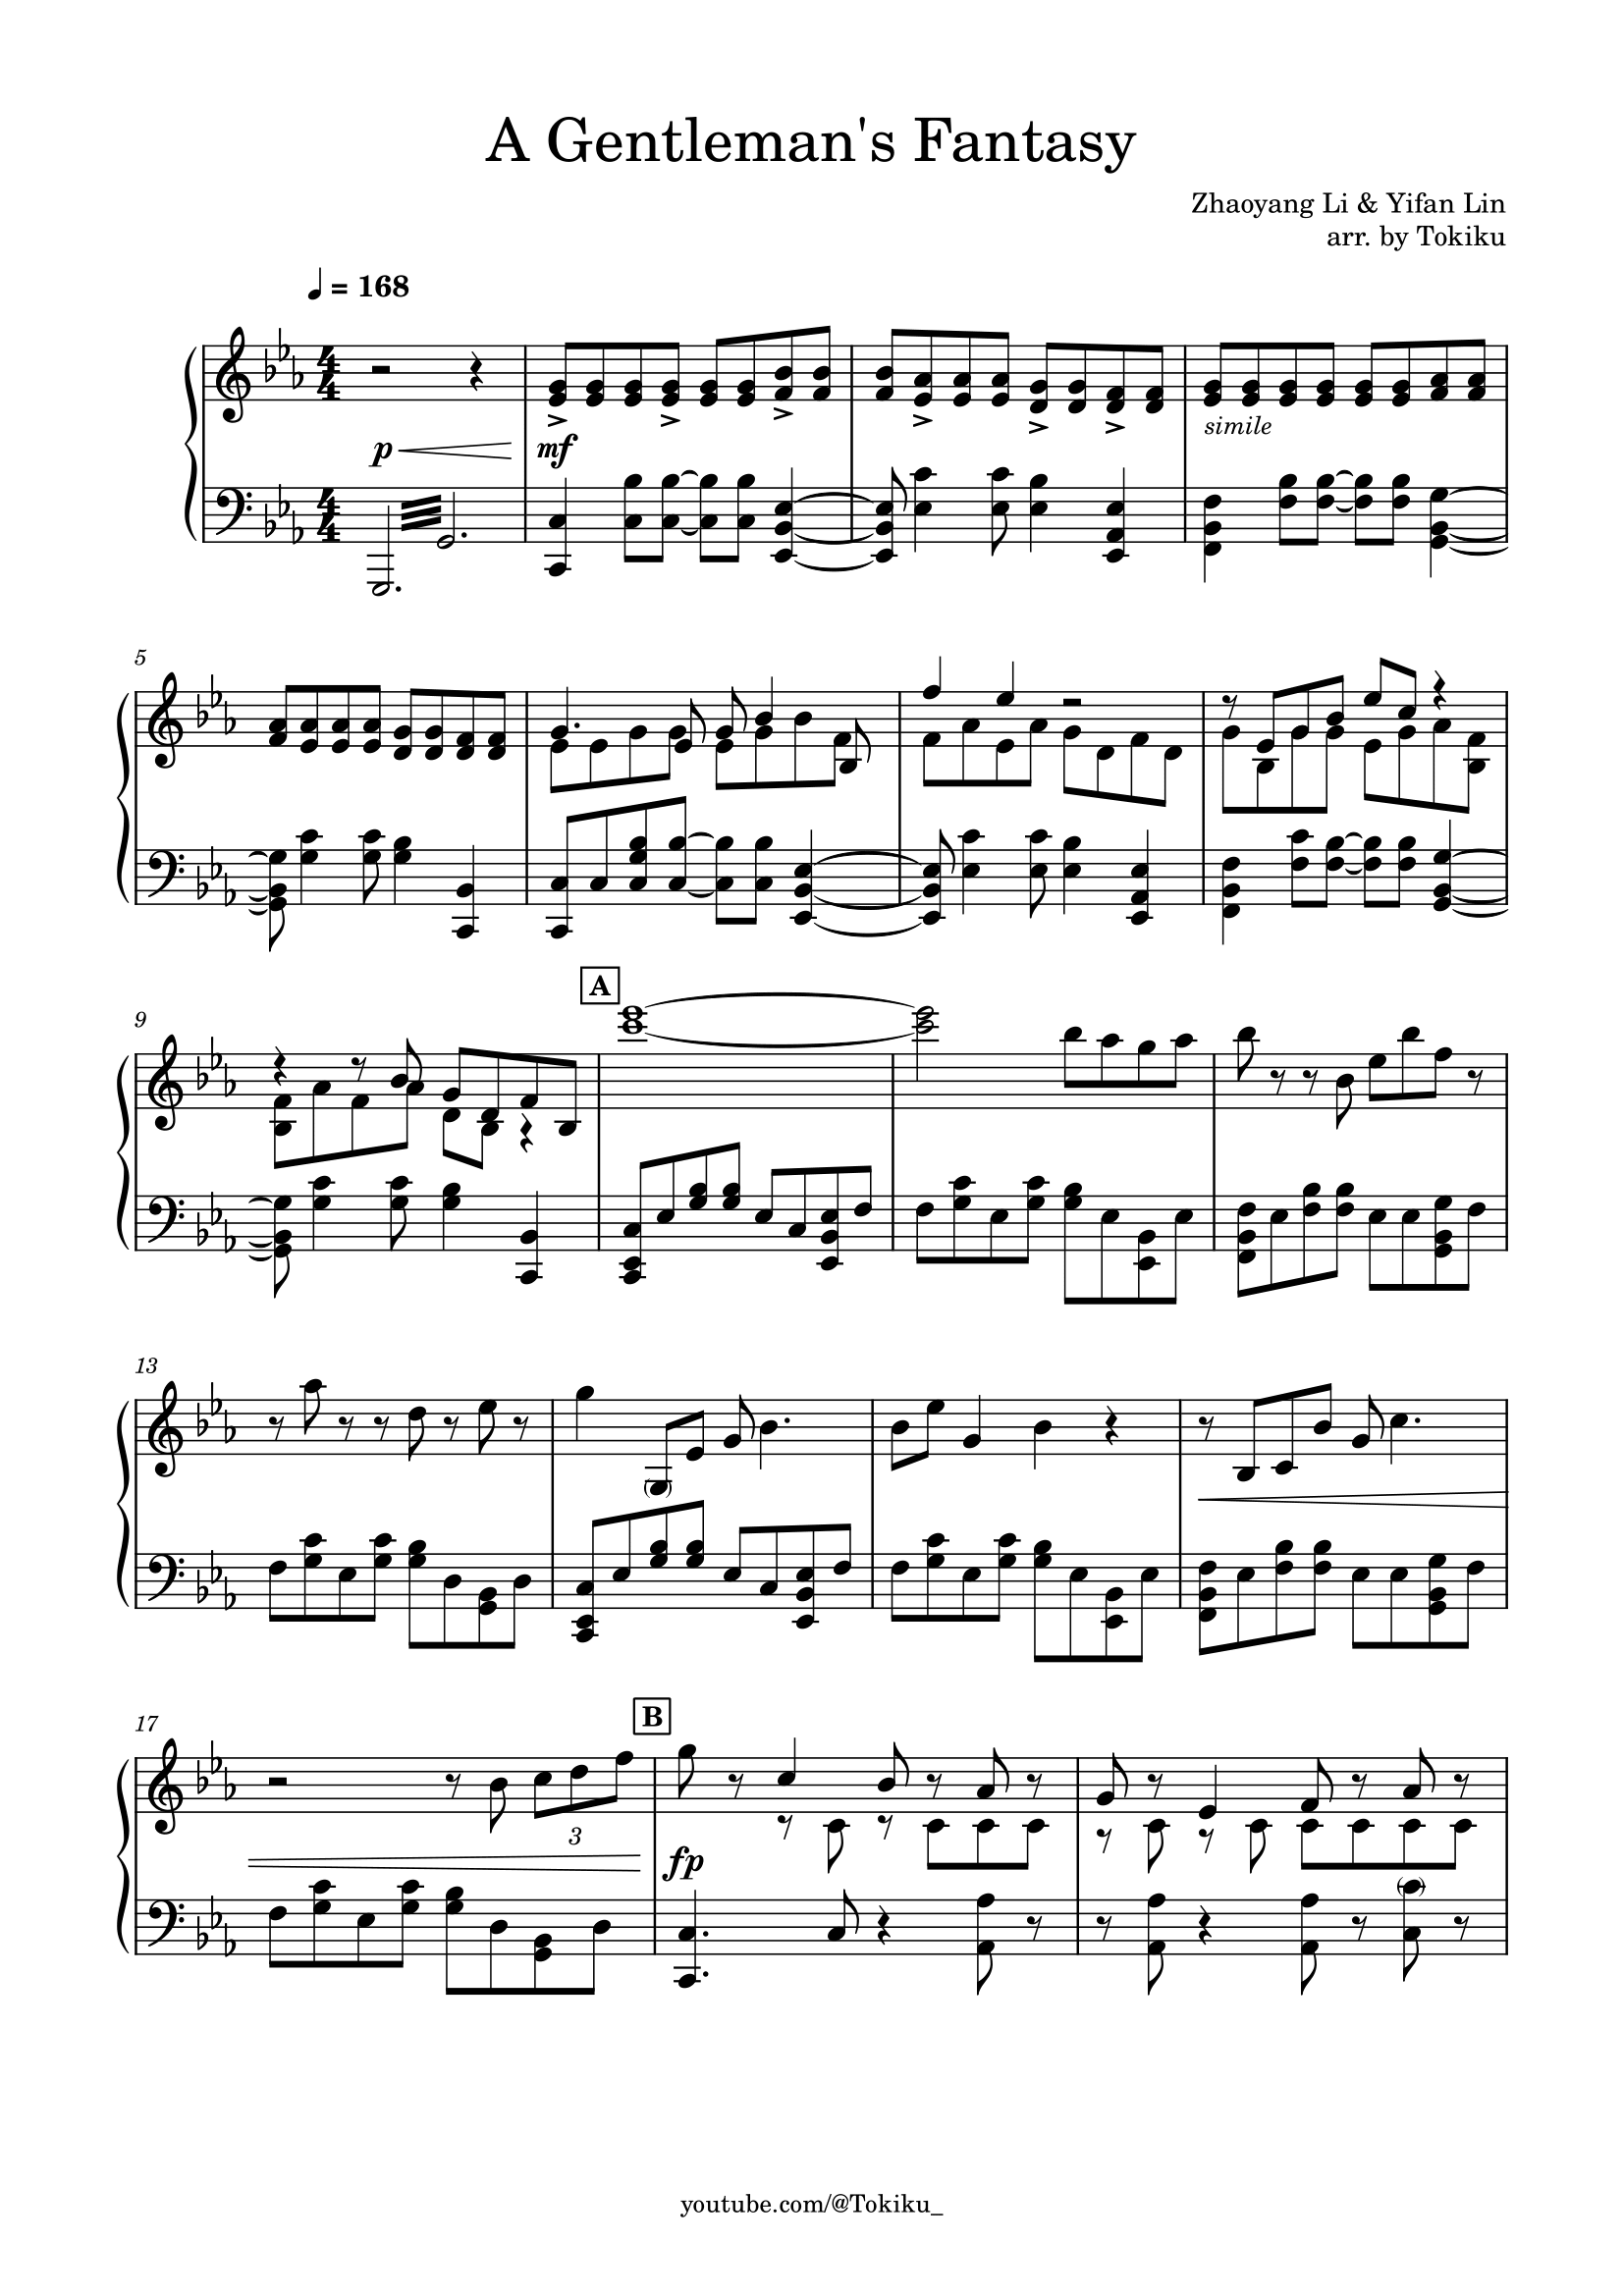 A Gentleman's Fantasy
Zhaoyang Li & Yifan Lin
arr. by Tokiku
♩ = 168
4 4
p
mf
simile
5
9
A
13
17
3
B
fp
youtube.com/@Tokiku_